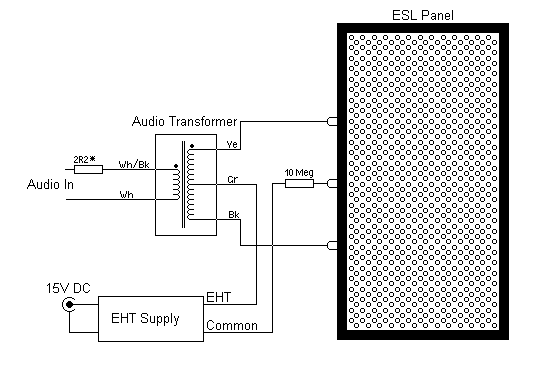 ESL Panel
Audio Transformer
Ye
2R2*
Wh/Bk
10 Meg
Gr
Audio In
Wh
Bk
15V DC
EHT
EHT Supply
Common